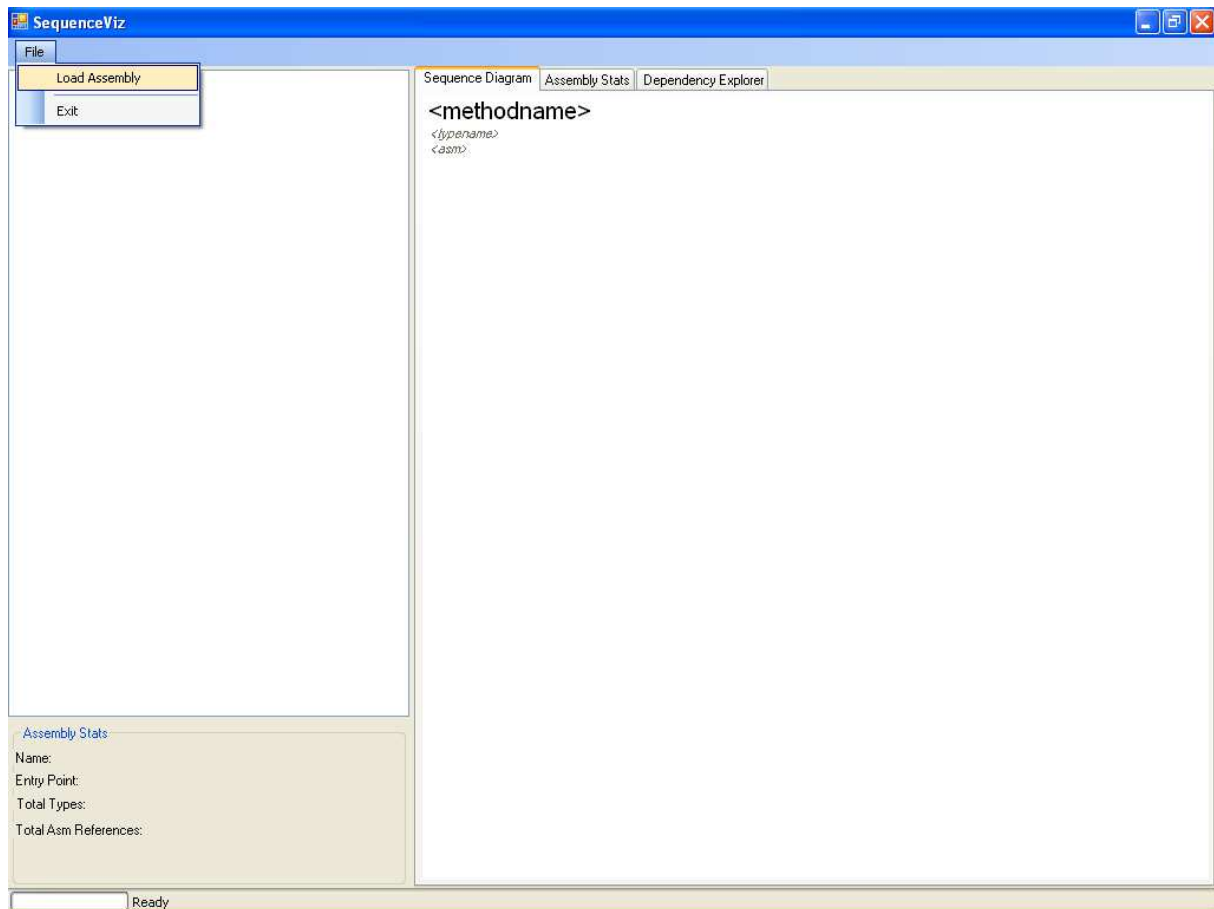 SequenceViz
File
Load Assembly
Exit
Sequence Diagram Assembly Stats Dependency Explorer
<methodname>
<typename>
<asm>
Assembly Stats
Name:
Entry Point:
Total Types:
Total Asm References:
Ready